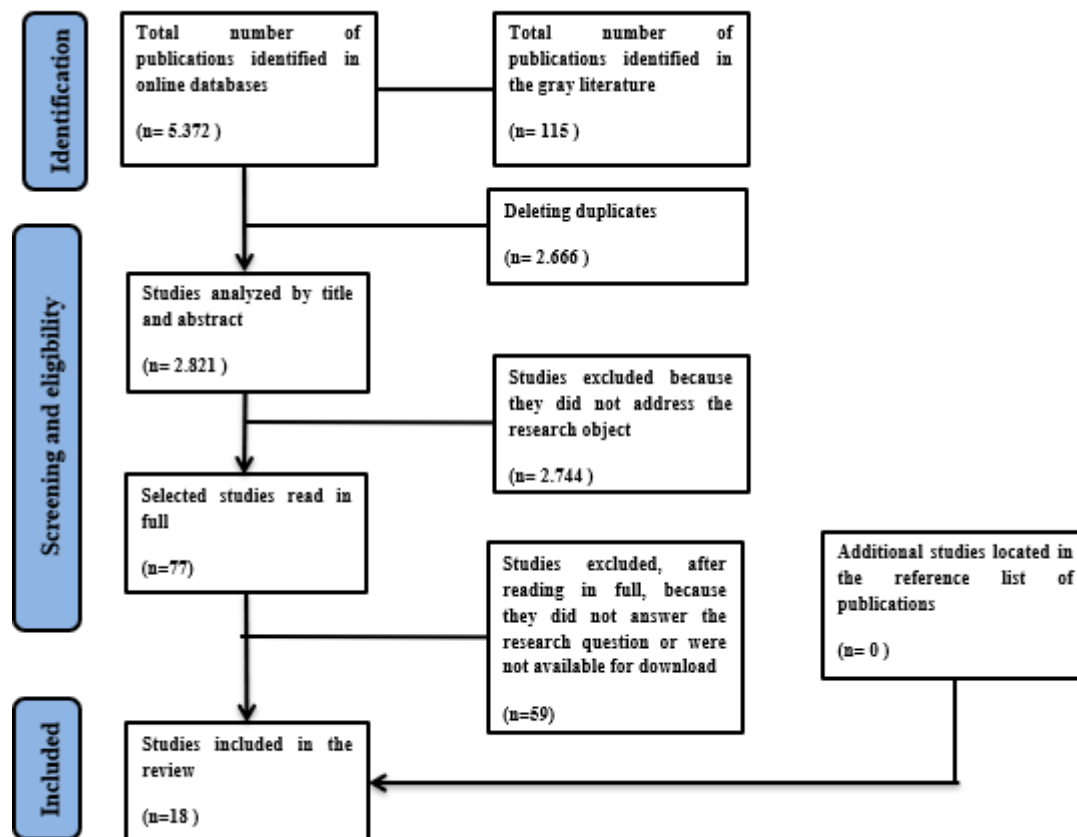 Identification
Total number of
publications identified in
online databases
(n= 5.372 )
Total number of
publications identified in
the gray literature
(n= 115 )
Screening and eligibility
Deleting duplicates
(n= 2.666 )
Studies analyzed by title
and abstract
(n= 2.821 )
Studies excluded because
they did not address the
research object
(n= 2.744 )
Selected studies read in
full
(n=77)
Studies excluded, after
reading in full, because
they did not answer the
research question or were
not available for download
(n=59)
Additional studies located in
the reference list of
publications
(n= 0 )
Included
Studies included in the
review
(n=18 )